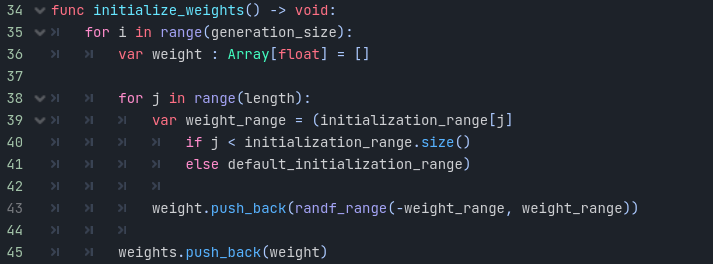 34 func initialize_weights() -> void:
35 for i in range(generation_size):
36 var weight : Array[float] = []
37
38 for j in range(length):
39 var weight_range = (initialization_range[j]
40 if j < initialization_range.size()
41 else default_initialization_range)
42
43 weight.push_back(randf_range(-weight_range, weight_range))
44
45 weights.push_back(weight)